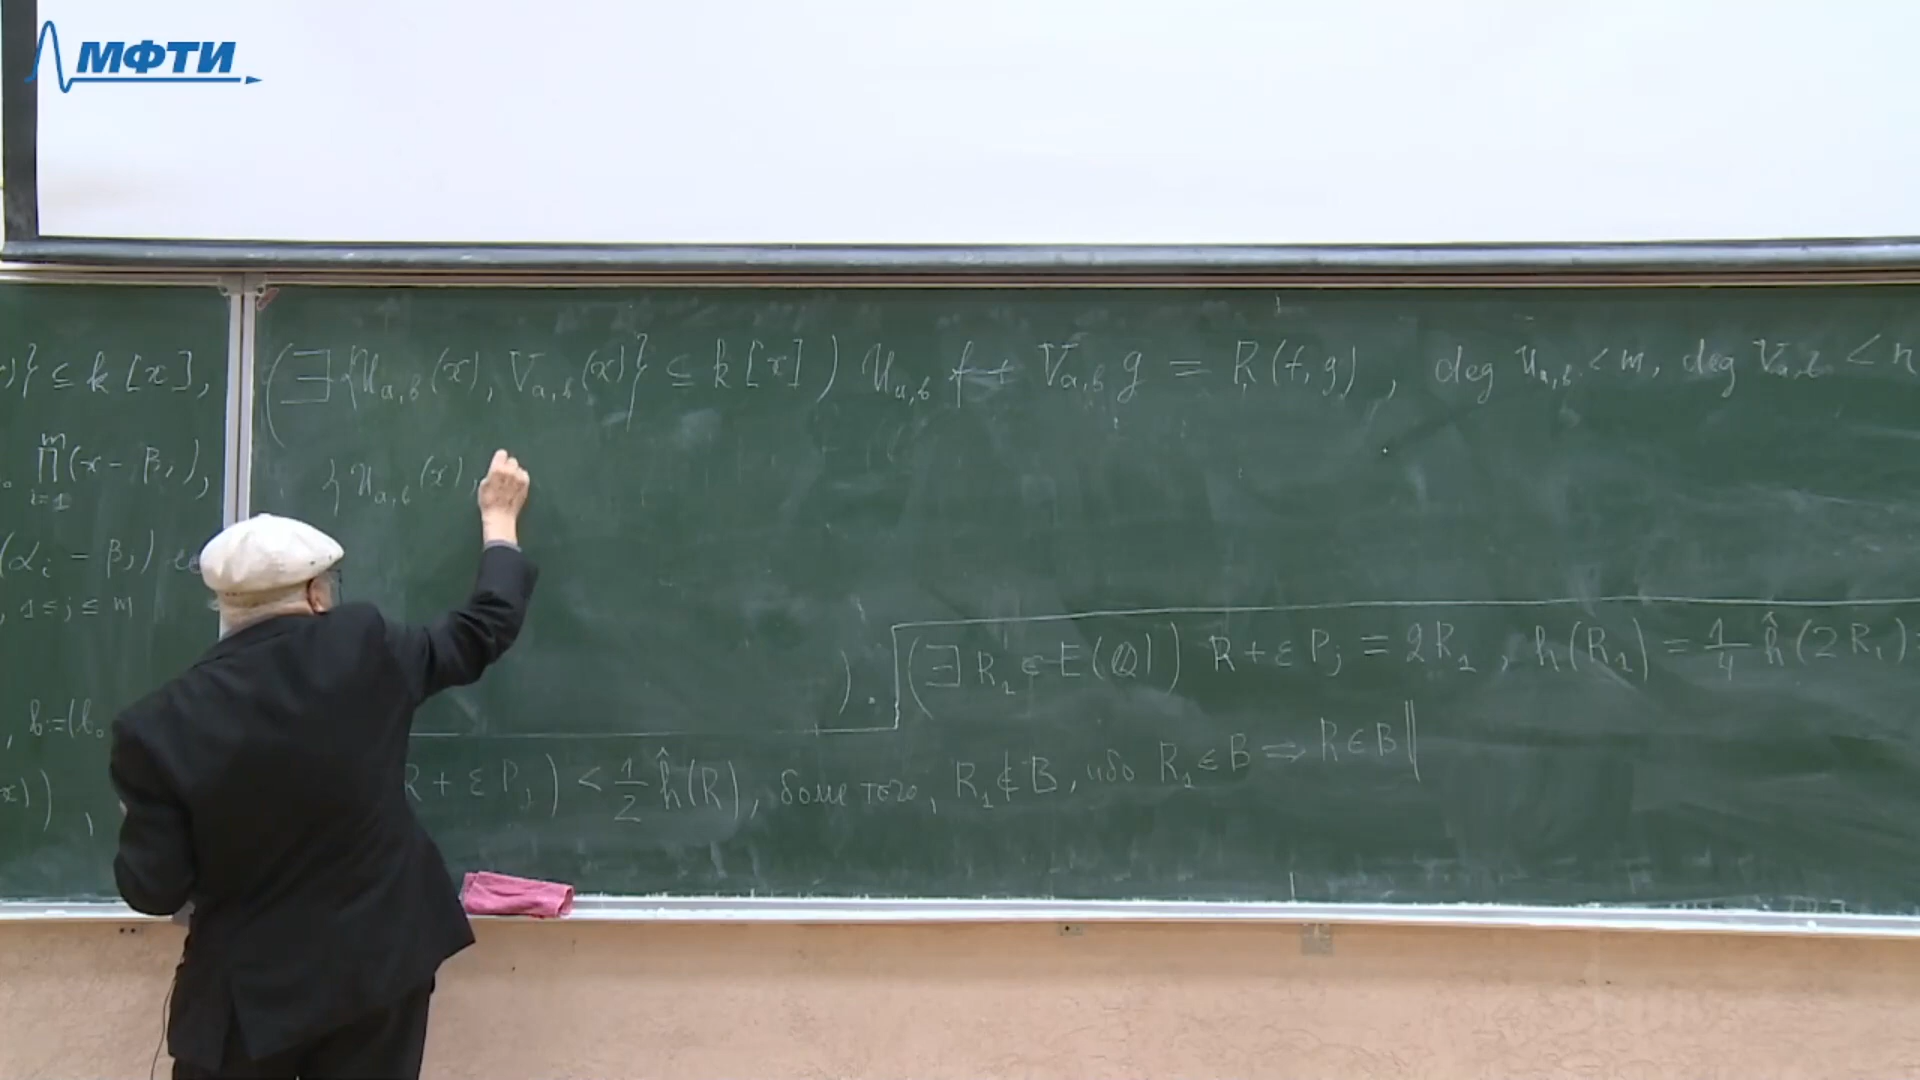 МФТИ
)} ⊆ k[x],
∏_{i=1}^{m}(x − β_j),
(α_i − β_j)
1 ≤ j ≤ m
, b:=(b_0
x)) ,
(∃{U_{a,b}(x), V_{a,b}(x)} ⊆ k[x]) U_{a,b} f + V_{a,b} g = R(f,g), deg U_{a,b} < m, deg V_{a,b} < n
{U_{a,b}(x),
). (∃R_1 ∈ E(Q)) R + εP_j = 2R_1, h(R_1) = 1/4 ĥ(2R_1) =
R + εP_j) < 1/2 ĥ(R), более того, R_1 ∉ B, ибо R_1 ∈ B ⇒ R ∈ B ||